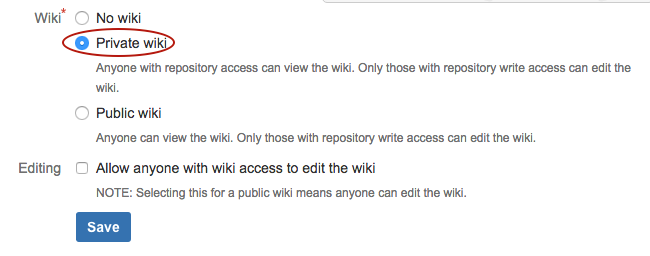 Wiki* No wiki
Private wiki
Anyone with repository access can view the wiki. Only those with repository write access can edit the
wiki.
Public wiki
Anyone can view the wiki. Only those with repository write access can edit the wiki.
Editing Allow anyone with wiki access to edit the wiki
NOTE: Selecting this for a public wiki means anyone can edit the wiki.
Save